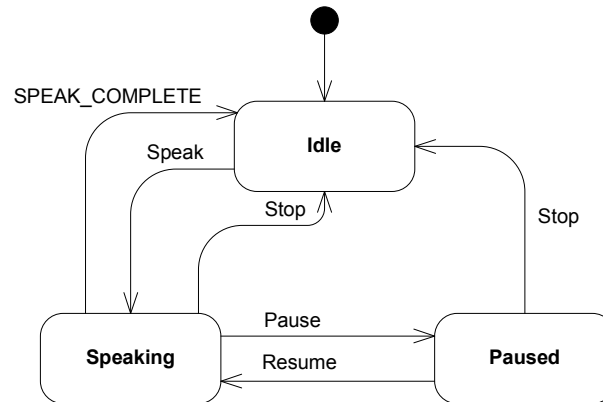 SPEAK_COMPLETE
Idle
Speak
Stop
Stop
Pause
Speaking
Paused
Resume